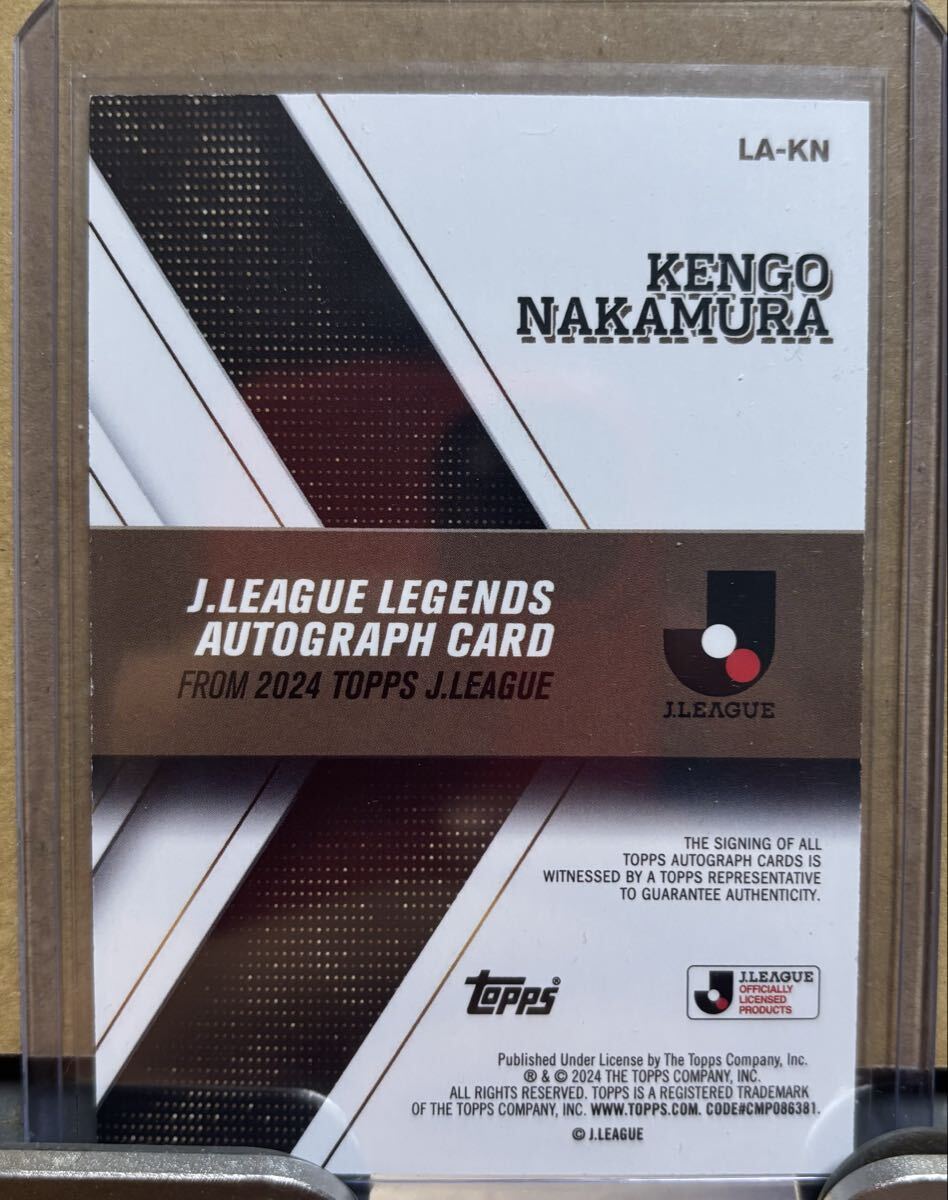 LA-KN
KENGO
NAKAMURA
J.LEAGUE LEGENDS
AUTOGRAPH CARD
FROM 2024 TOPPS J.LEAGUE
J.LEAGUE
THE SIGNING OF ALL
TOPPS AUTOGRAPH CARDS IS
WITNESSED BY A TOPPS REPRESENTATIVE
TO GUARANTEE AUTHENTICITY.
TOPPS®
J.LEAGUE
OFFICIALLY
LICENSED
PRODUCTS
Published Under License by The Topps Company, Inc.
® & © 2024 THE TOPPS COMPANY, INC.
ALL RIGHTS RESERVED. TOPPS IS A REGISTERED TRADEMARK
OF THE TOPPS COMPANY, INC. WWW.TOPPS.COM. CODE#CMP086381.
© J.LEAGUE